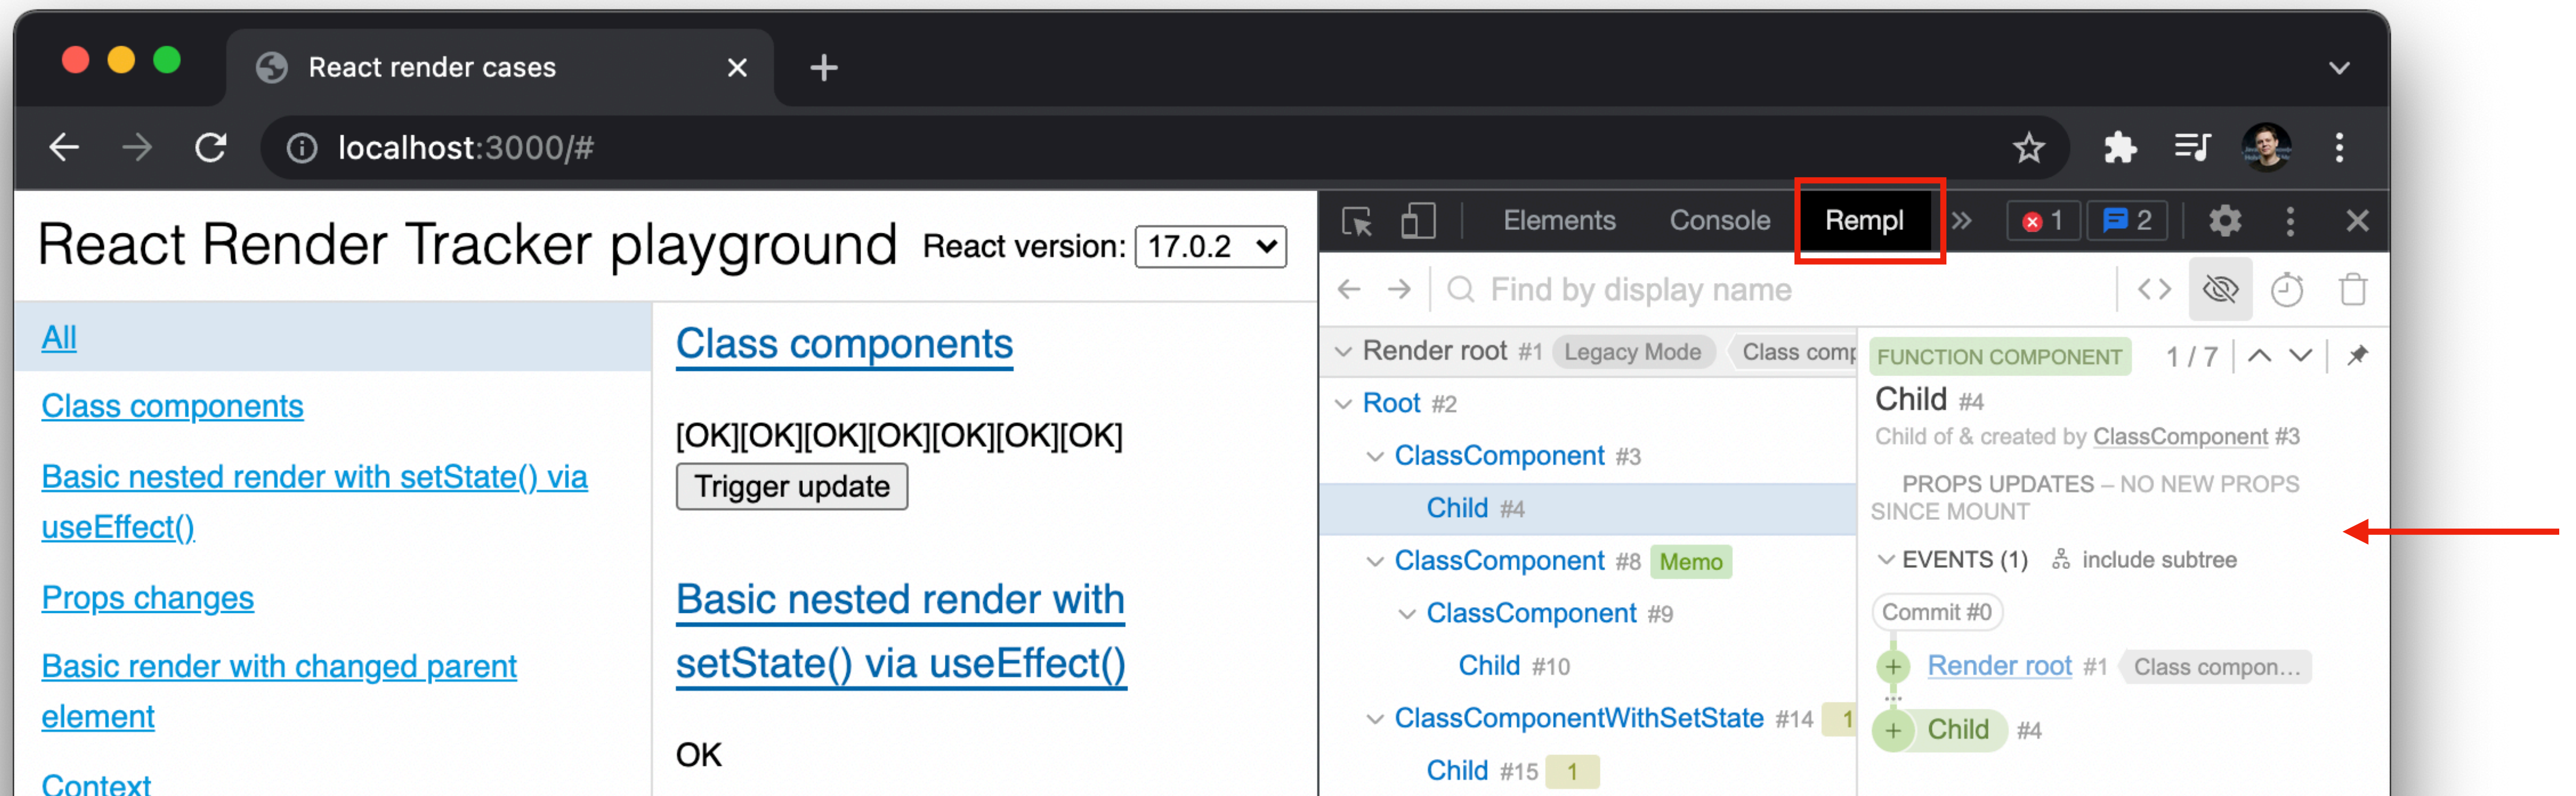 React render cases
localhost:3000/#
React Render Tracker playground
React version: 17.0.2
All
Class components
Basic nested render with setState() via
useEffect()
Props changes
Basic render with changed parent
element
Context
Class components
[OK][OK][OK][OK][OK][OK][OK]
Trigger update
Basic nested render with
setState() via useEffect()
OK
Elements Console Rempl » 1 2
Find by display name
Render root #1 Legacy Mode Class comp
Root #2
ClassComponent #3
Child #4
ClassComponent #8 Memo
ClassComponent #9
Child #10
ClassComponentWithSetState #14 1
Child #15 1
FUNCTION COMPONENT 1 / 7
Child #4
Child of & created by ClassComponent #3
PROPS UPDATES – NO NEW PROPS
SINCE MOUNT
EVENTS (1) include subtree
Commit #0
Render root #1 Class compon…
Child #4